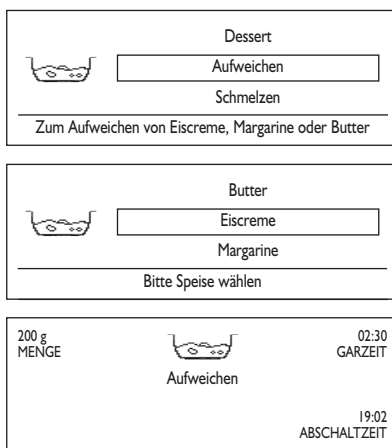 Dessert
Aufweichen
Schmelzen
Zum Aufweichen von Eiscreme, Margarine oder Butter
Butter
Eiscreme
Margarine
Bitte Speise wählen
200 g
MENGE
02:30
GARZEIT
Aufweichen
19:02
ABSCHALTZEIT